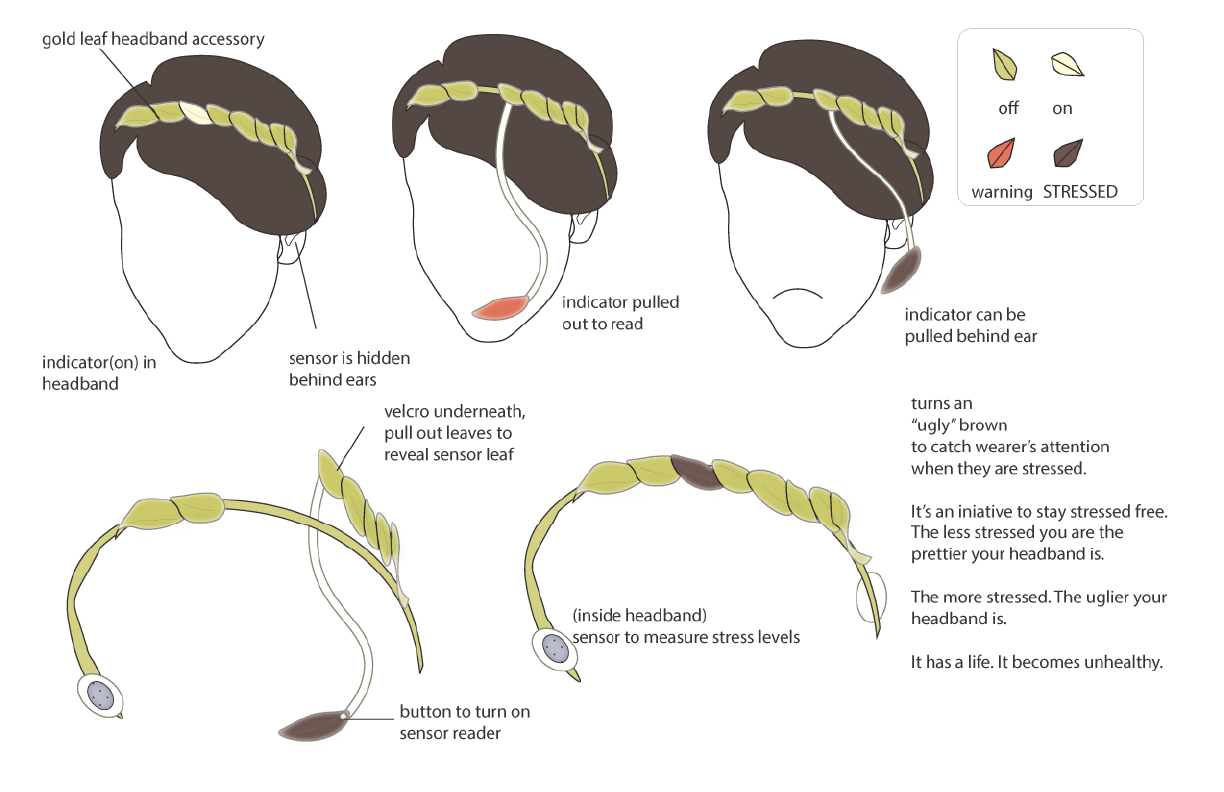 gold leaf headband accessory
off
on
warning
STRESSED
indicator pulled
out to read
indicator can be
pulled behind ear
indicator(on) in
headband
sensor is hidden
behind ears
velcro underneath,
pull out leaves to
reveal sensor leaf
turns an
“ugly” brown
to catch wearer’s attention
when they are stressed.
It’s an iniative to stay stressed free.
The less stressed you are the
prettier your headband is.
The more stressed. The uglier your
headband is.
It has a life. It becomes unhealthy.
(inside headband)
sensor to measure stress levels
button to turn on
sensor reader